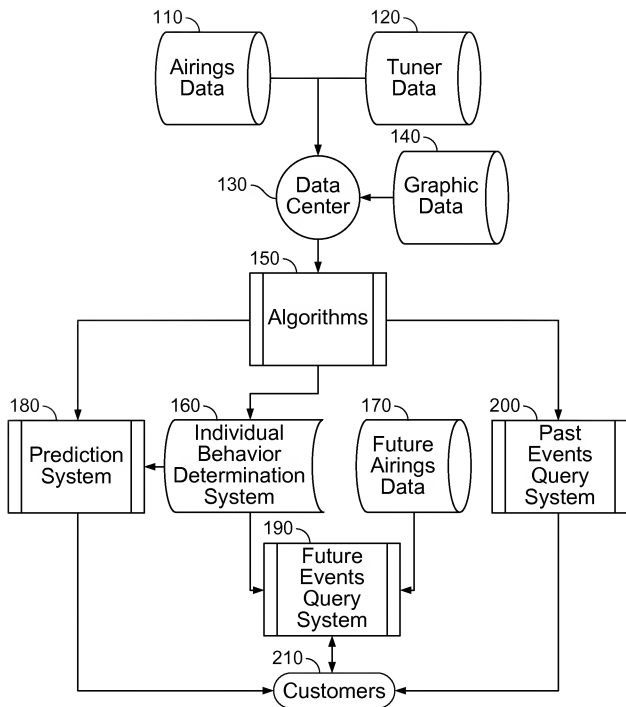 110
Airings
Data
120
Tuner
Data
130
Data
Center
140
Graphic
Data
150
Algorithms
180
Prediction
System
160
Individual
Behavior
Determination
System
170
Future
Airings
Data
200
Past
Events
Query
System
190
Future
Events
Query
System
210
Customers